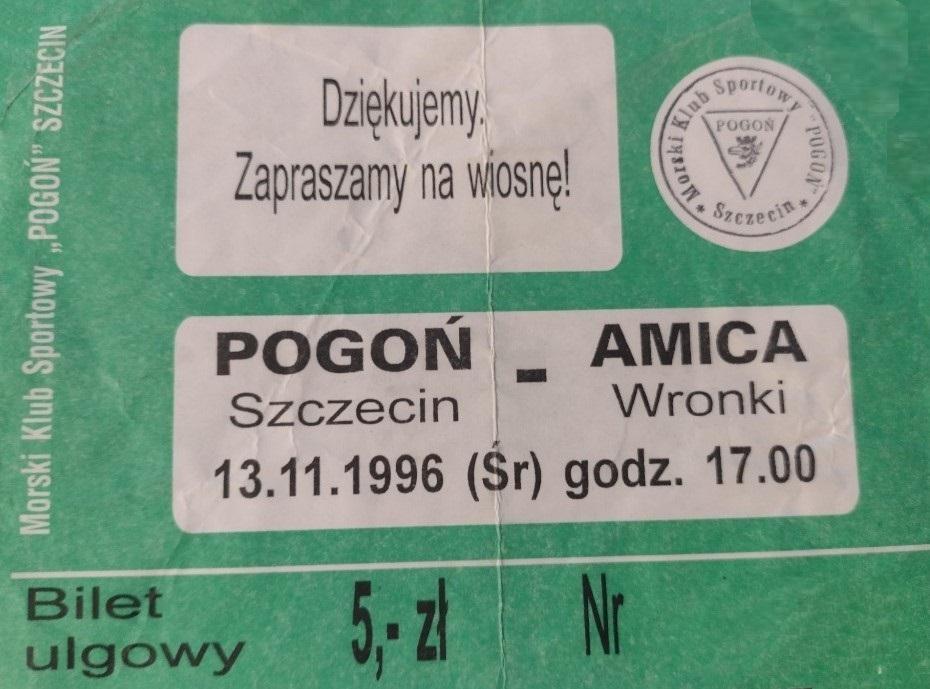 Morski Klub Sportowy „POGOŃ” SZCZECIN
Dziękujemy.
Zapraszamy na wiosnę!
* Morski Klub Sportowy "POGOŃ" *
Szczecin
POGOŃ
POGOŃ - AMICA
Szczecin Wronki
13.11.1996 (Śr) godz. 17.00
Bilet
ulgowy
5,- zł
Nr